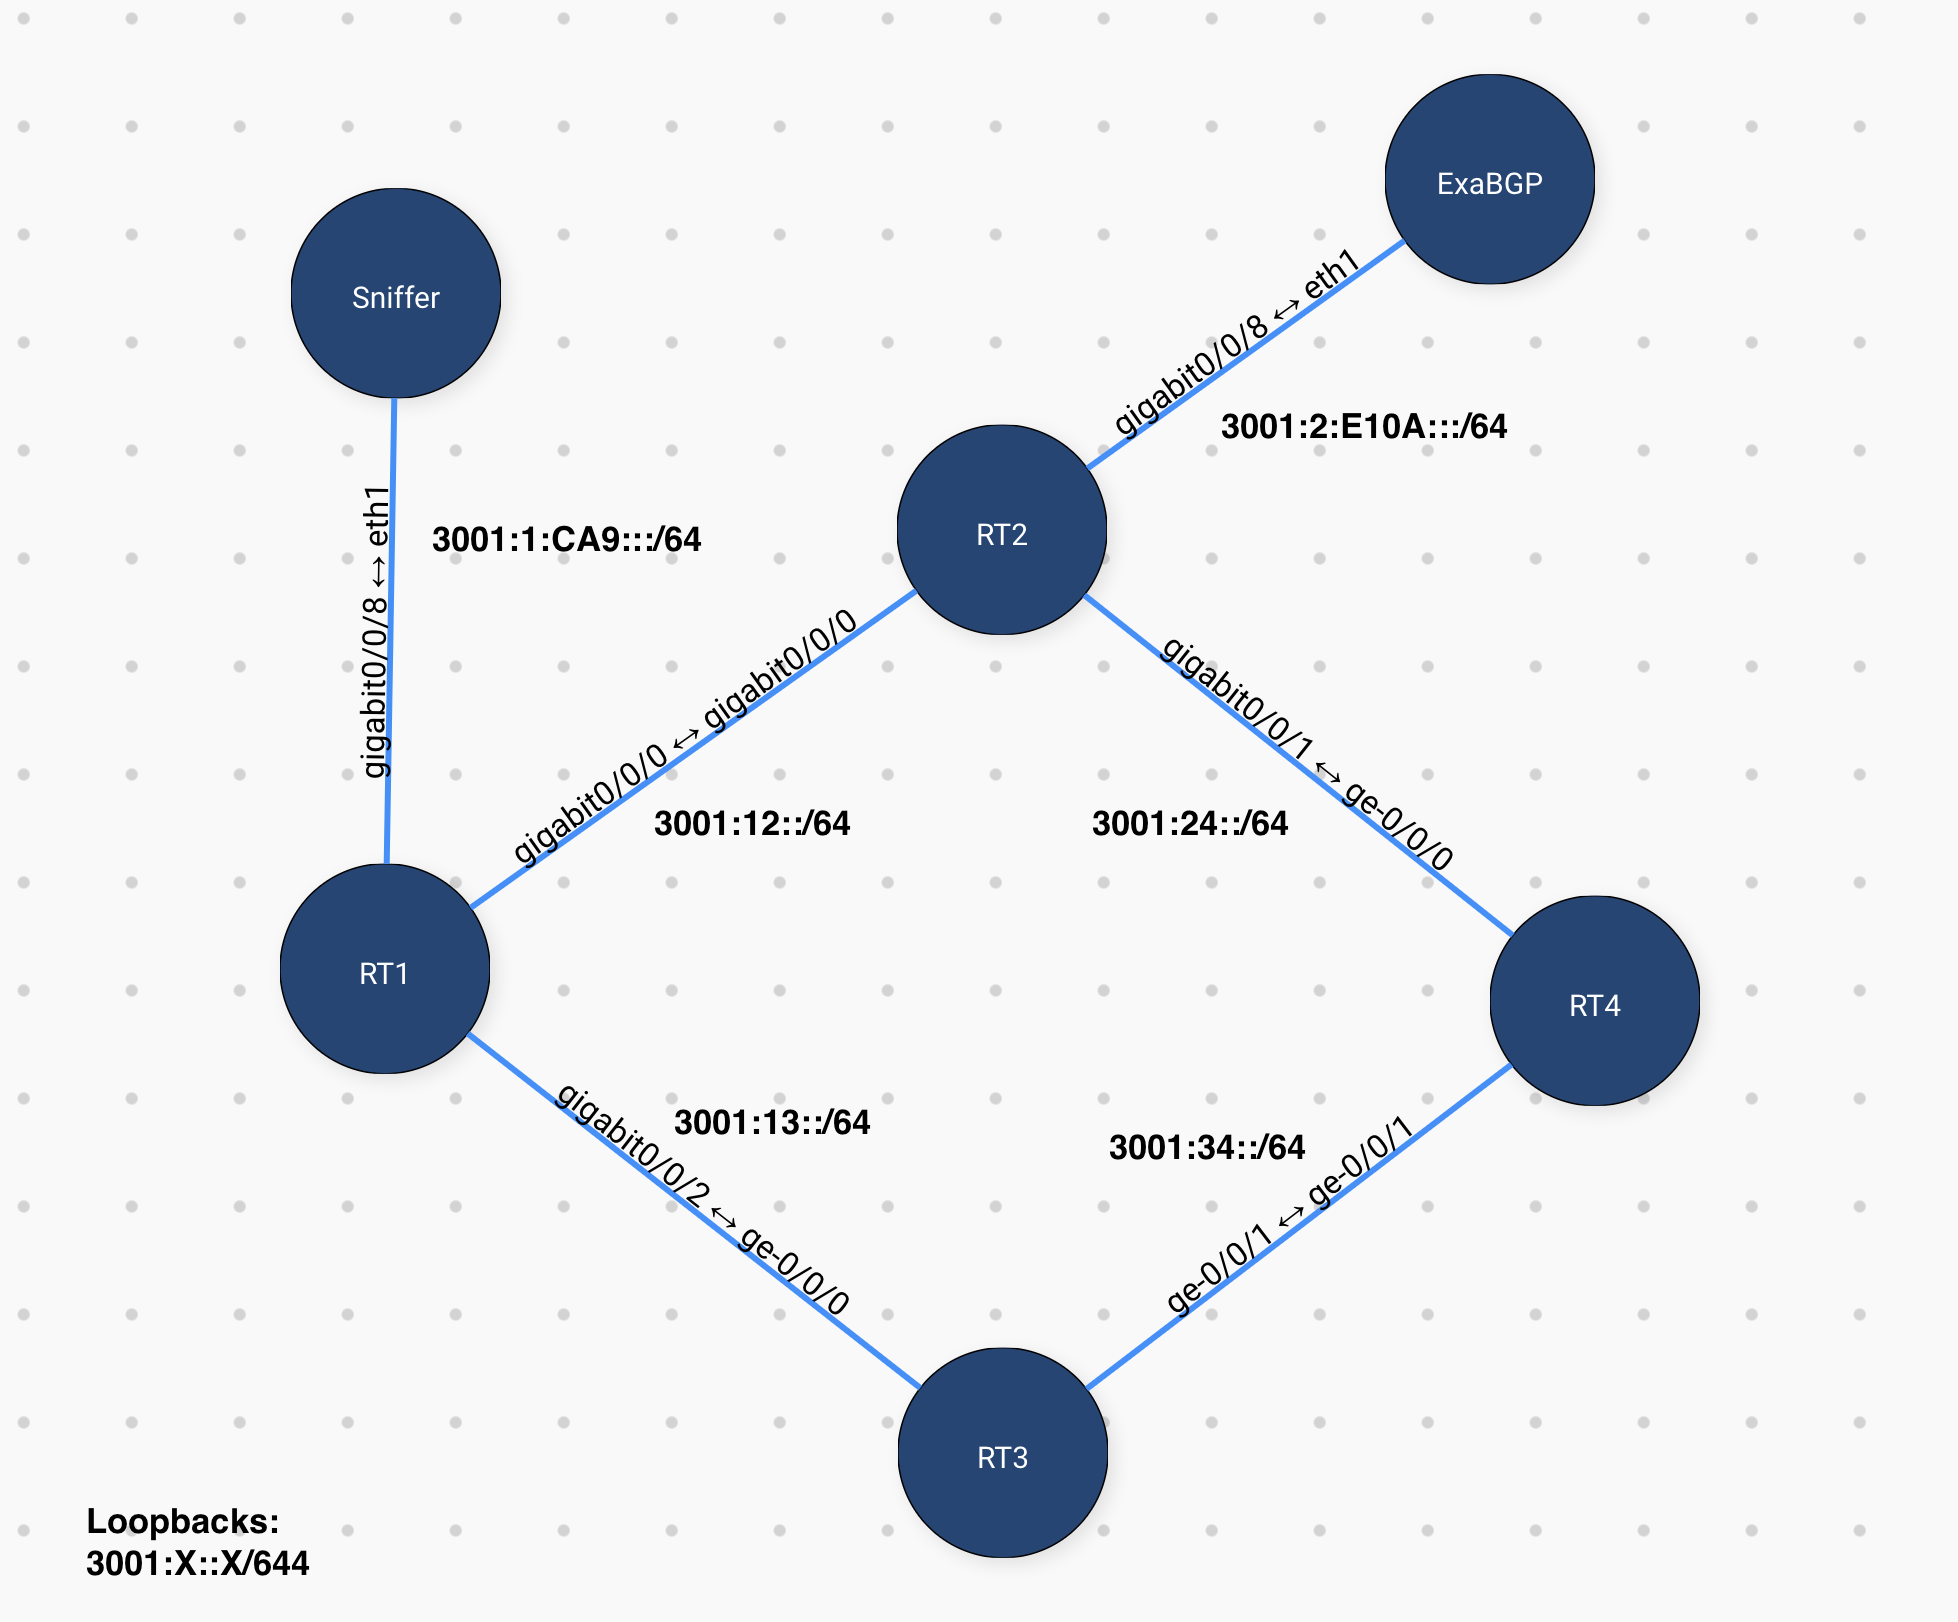 ExaBGP
Sniffer
gigabit0/0/8 ↔ eth1
3001:2:E10A:::/64
gigabit0/0/8 ↔ eth1
3001:1:CA9:::/64
RT2
gigabit0/0/0 ↔ gigabit0/0/0
gigabit0/0/1 ↔ ge-0/0/0
3001:12::/64
3001:24::/64
RT1
RT4
gigabit0/0/2 ↔ ge-0/0/0
3001:13::/64
3001:34::/64
ge-0/0/1 ↔ ge-0/0/1
RT3
Loopbacks:
3001:X::X/644